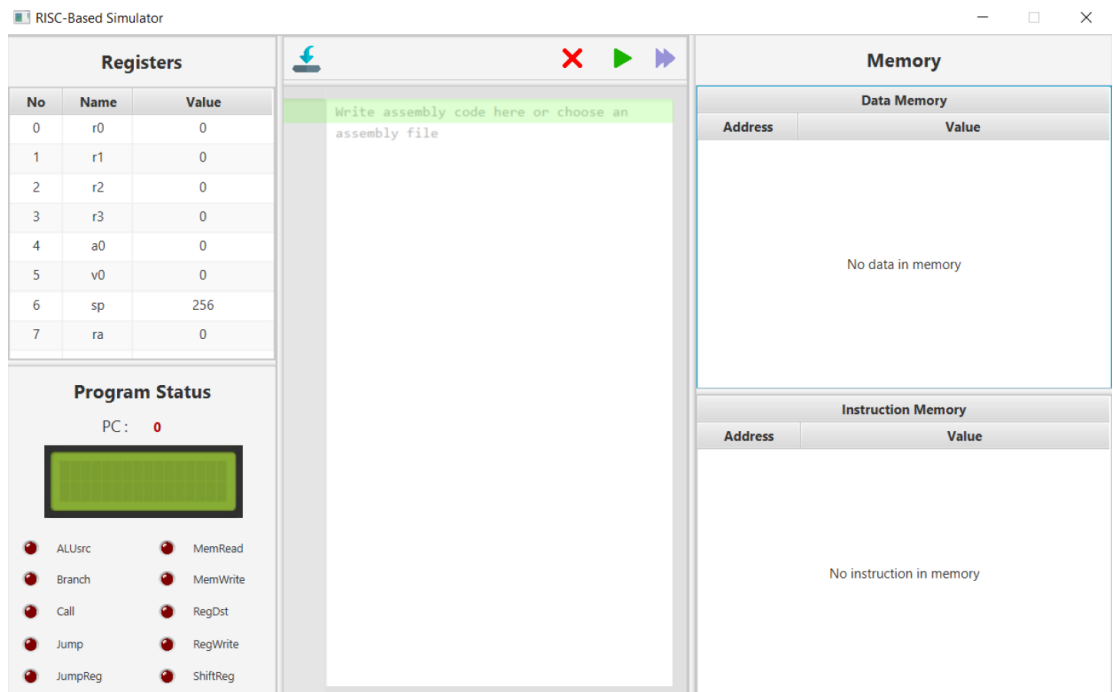 RISC-Based Simulator
Registers
No Name Value
0 r0 0
1 r1 0
2 r2 0
3 r3 0
4 a0 0
5 v0 0
6 sp 256
7 ra 0
Program Status
PC : 0
ALUsrc MemRead
Branch MemWrite
Call RegDst
Jump RegWrite
JumpReg ShiftReg
Write assembly code here or choose an
assembly file
Memory
Data Memory
Address Value
No data in memory
Instruction Memory
Address Value
No instruction in memory